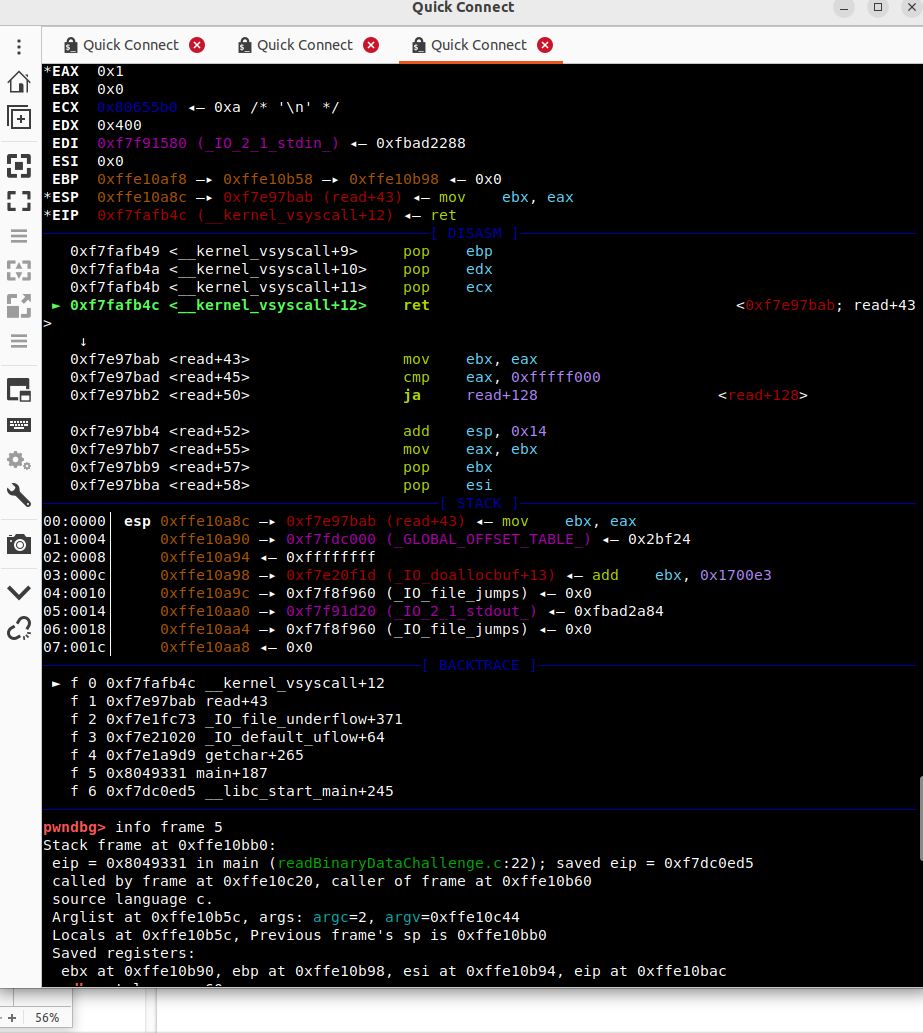 Quick Connect
Quick Connect Quick Connect Quick Connect
*EAX 0x1
EBX 0x0
ECX 0x80655b0 ◂— 0xa /* '\n' */
EDX 0x400
EDI 0xf7f91580 (_IO_2_1_stdin_) ◂— 0xfbad2288
ESI 0x0
EBP 0xffe10af8 —▸ 0xffe10b58 —▸ 0xffe10b98 ◂— 0x0
*ESP 0xffe10a8c —▸ 0xf7e97bab (read+43) ◂— mov ebx, eax
*EIP 0xf7fafb4c (__kernel_vsyscall+12) ◂— ret
[ DISASM ]
0xf7fafb49 <__kernel_vsyscall+9> pop ebp
0xf7fafb4a <__kernel_vsyscall+10> pop edx
0xf7fafb4b <__kernel_vsyscall+11> pop ecx
► 0xf7fafb4c <__kernel_vsyscall+12> ret <0xf7e97bab; read+43
>
↓
0xf7e97bab <read+43> mov ebx, eax
0xf7e97bad <read+45> cmp eax, 0xfffff000
0xf7e97bb2 <read+50> ja read+128 <read+128>
0xf7e97bb4 <read+52> add esp, 0x14
0xf7e97bb7 <read+55> mov eax, ebx
0xf7e97bb9 <read+57> pop ebx
0xf7e97bba <read+58> pop esi
[ STACK ]
00:0000│ esp 0xffe10a8c —▸ 0xf7e97bab (read+43) ◂— mov ebx, eax
01:0004│ 0xffe10a90 —▸ 0xf7fdc000 (_GLOBAL_OFFSET_TABLE_) ◂— 0x2bf24
02:0008│ 0xffe10a94 ◂— 0xffffffff
03:000c│ 0xffe10a98 —▸ 0xf7e20f1d (_IO_doallocbuf+13) ◂— add ebx, 0x1700e3
04:0010│ 0xffe10a9c —▸ 0xf7f8f960 (_IO_file_jumps) ◂— 0x0
05:0014│ 0xffe10aa0 —▸ 0xf7f91d20 (_IO_2_1_stdout_) ◂— 0xfbad2a84
06:0018│ 0xffe10aa4 —▸ 0xf7f8f960 (_IO_file_jumps) ◂— 0x0
07:001c│ 0xffe10aa8 ◂— 0x0
[ BACKTRACE ]
► f 0 0xf7fafb4c __kernel_vsyscall+12
f 1 0xf7e97bab read+43
f 2 0xf7e1fc73 _IO_file_underflow+371
f 3 0xf7e21020 _IO_default_uflow+64
f 4 0xf7e1a9d9 getchar+265
f 5 0x8049331 main+187
f 6 0xf7dc0ed5 __libc_start_main+245
pwndbg> info frame 5
Stack frame at 0xffe10bb0:
eip = 0x8049331 in main (readBinaryDataChallenge.c:22); saved eip = 0xf7dc0ed5
called by frame at 0xffe10c20, caller of frame at 0xffe10b60
source language c.
Arglist at 0xffe10b5c, args: argc=2, argv=0xffe10c44
Locals at 0xffe10b5c, Previous frame's sp is 0xffe10bb0
Saved registers:
ebx at 0xffe10b90, ebp at 0xffe10b98, esi at 0xffe10b94, eip at 0xffe10bac
56%